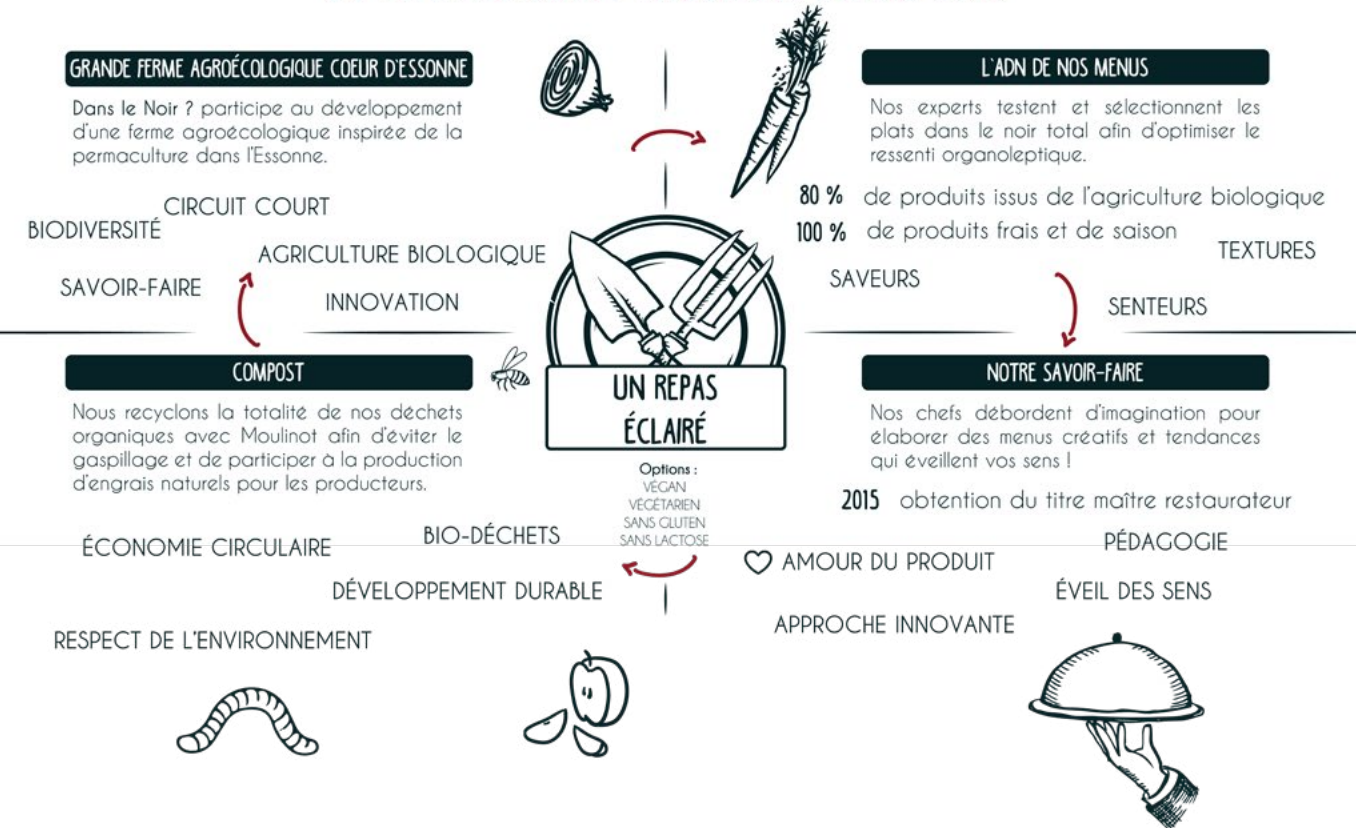 GRANDE FERME AGROÉCOLOGIQUE COEUR D'ESSONNE
Dans le Noir ? participe au développement
d'une ferme agroécologique inspirée de la
permaculture dans l'Essonne.
CIRCUIT COURT
BIODIVERSITÉ
AGRICULTURE BIOLOGIQUE
SAVOIR-FAIRE
INNOVATION
L'ADN DE NOS MENUS
Nos experts testent et sélectionnent les
plats dans le noir total afin d'optimiser le
ressenti organoleptique.
80 % de produits issus de l'agriculture biologique
100 % de produits frais et de saison
TEXTURES
SAVEURS
SENTEURS
UN REPAS
ÉCLAIRÉ
Options :
VÉGAN
VÉGÉTARIEN
SANS GLUTEN
SANS LACTOSE
COMPOST
Nous recyclons la totalité de nos déchets
organiques avec Moulinot afin d'éviter le
gaspillage et de participer à la production
d'engrais naturels pour les producteurs.
BIO-DÉCHETS
ÉCONOMIE CIRCULAIRE
DÉVELOPPEMENT DURABLE
RESPECT DE L'ENVIRONNEMENT
NOTRE SAVOIR-FAIRE
Nos chefs débordent d'imagination pour
élaborer des menus créatifs et tendances
qui éveillent vos sens !
2015 obtention du titre maître restaurateur
PÉDAGOGIE
AMOUR DU PRODUIT
ÉVEIL DES SENS
APPROCHE INNOVANTE